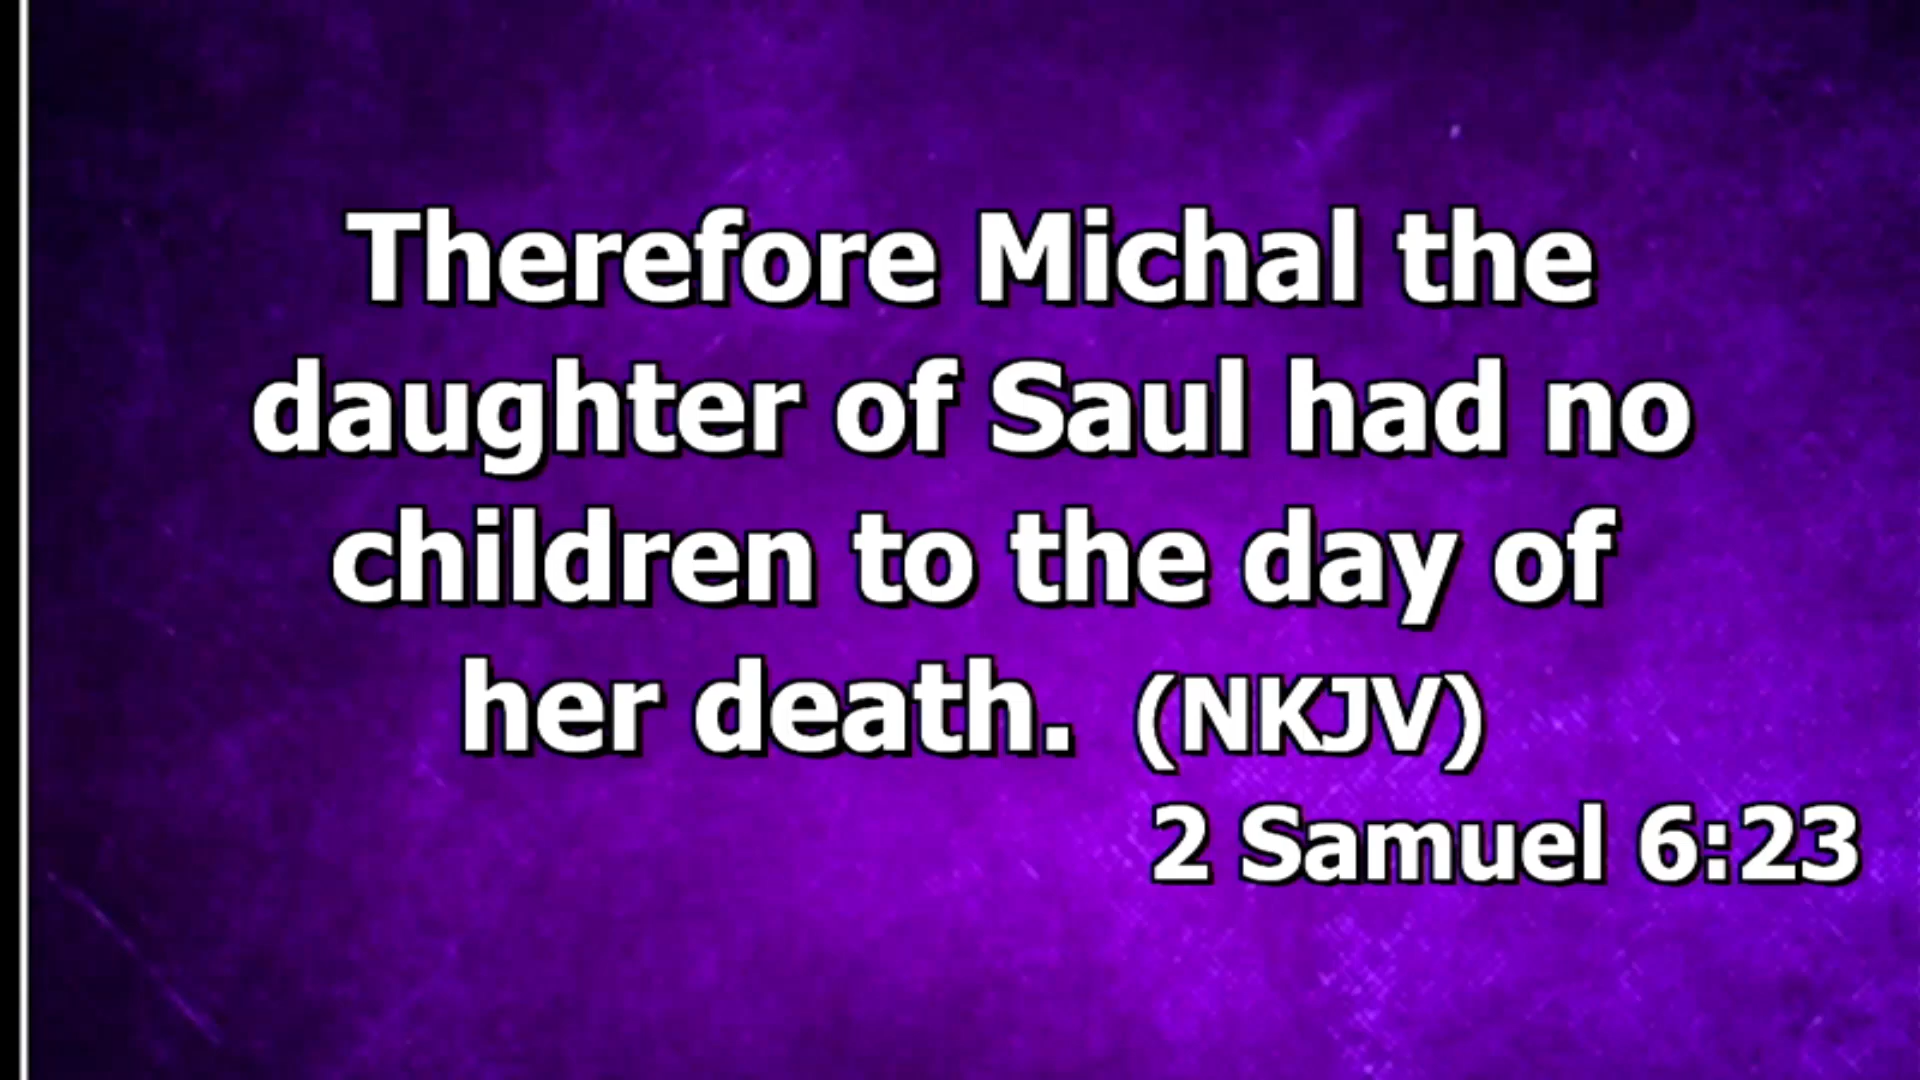 Therefore Michal the
daughter of Saul had no
children to the day of
her death. (NKJV)
2 Samuel 6:23